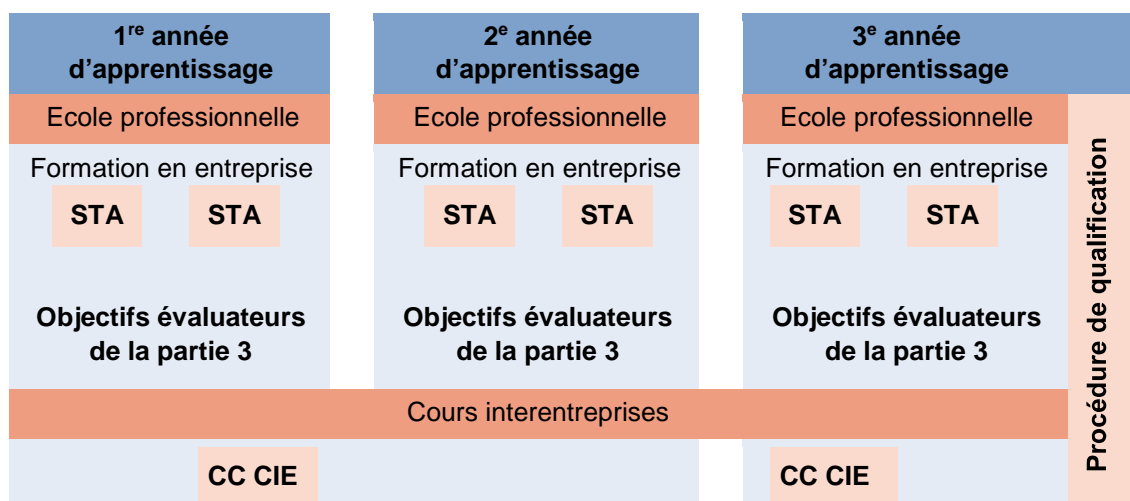 1re année
d’apprentissage
2e année
d’apprentissage
3e année
d’apprentissage
Ecole professionnelle
Ecole professionnelle
Ecole professionnelle
Formation en entreprise
Formation en entreprise
Formation en entreprise
STA
STA
STA
STA
STA
STA
Objectifs évaluateurs
de la partie 3
Objectifs évaluateurs
de la partie 3
Objectifs évaluateurs
de la partie 3
Cours interentreprises
CC CIE
CC CIE
Procédure de qualification